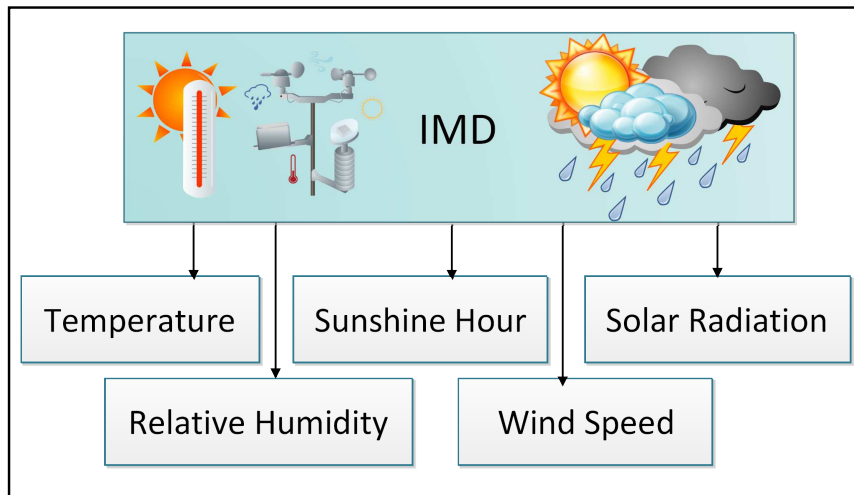 IMD
Temperature
Sunshine Hour
Solar Radiation
Relative Humidity
Wind Speed